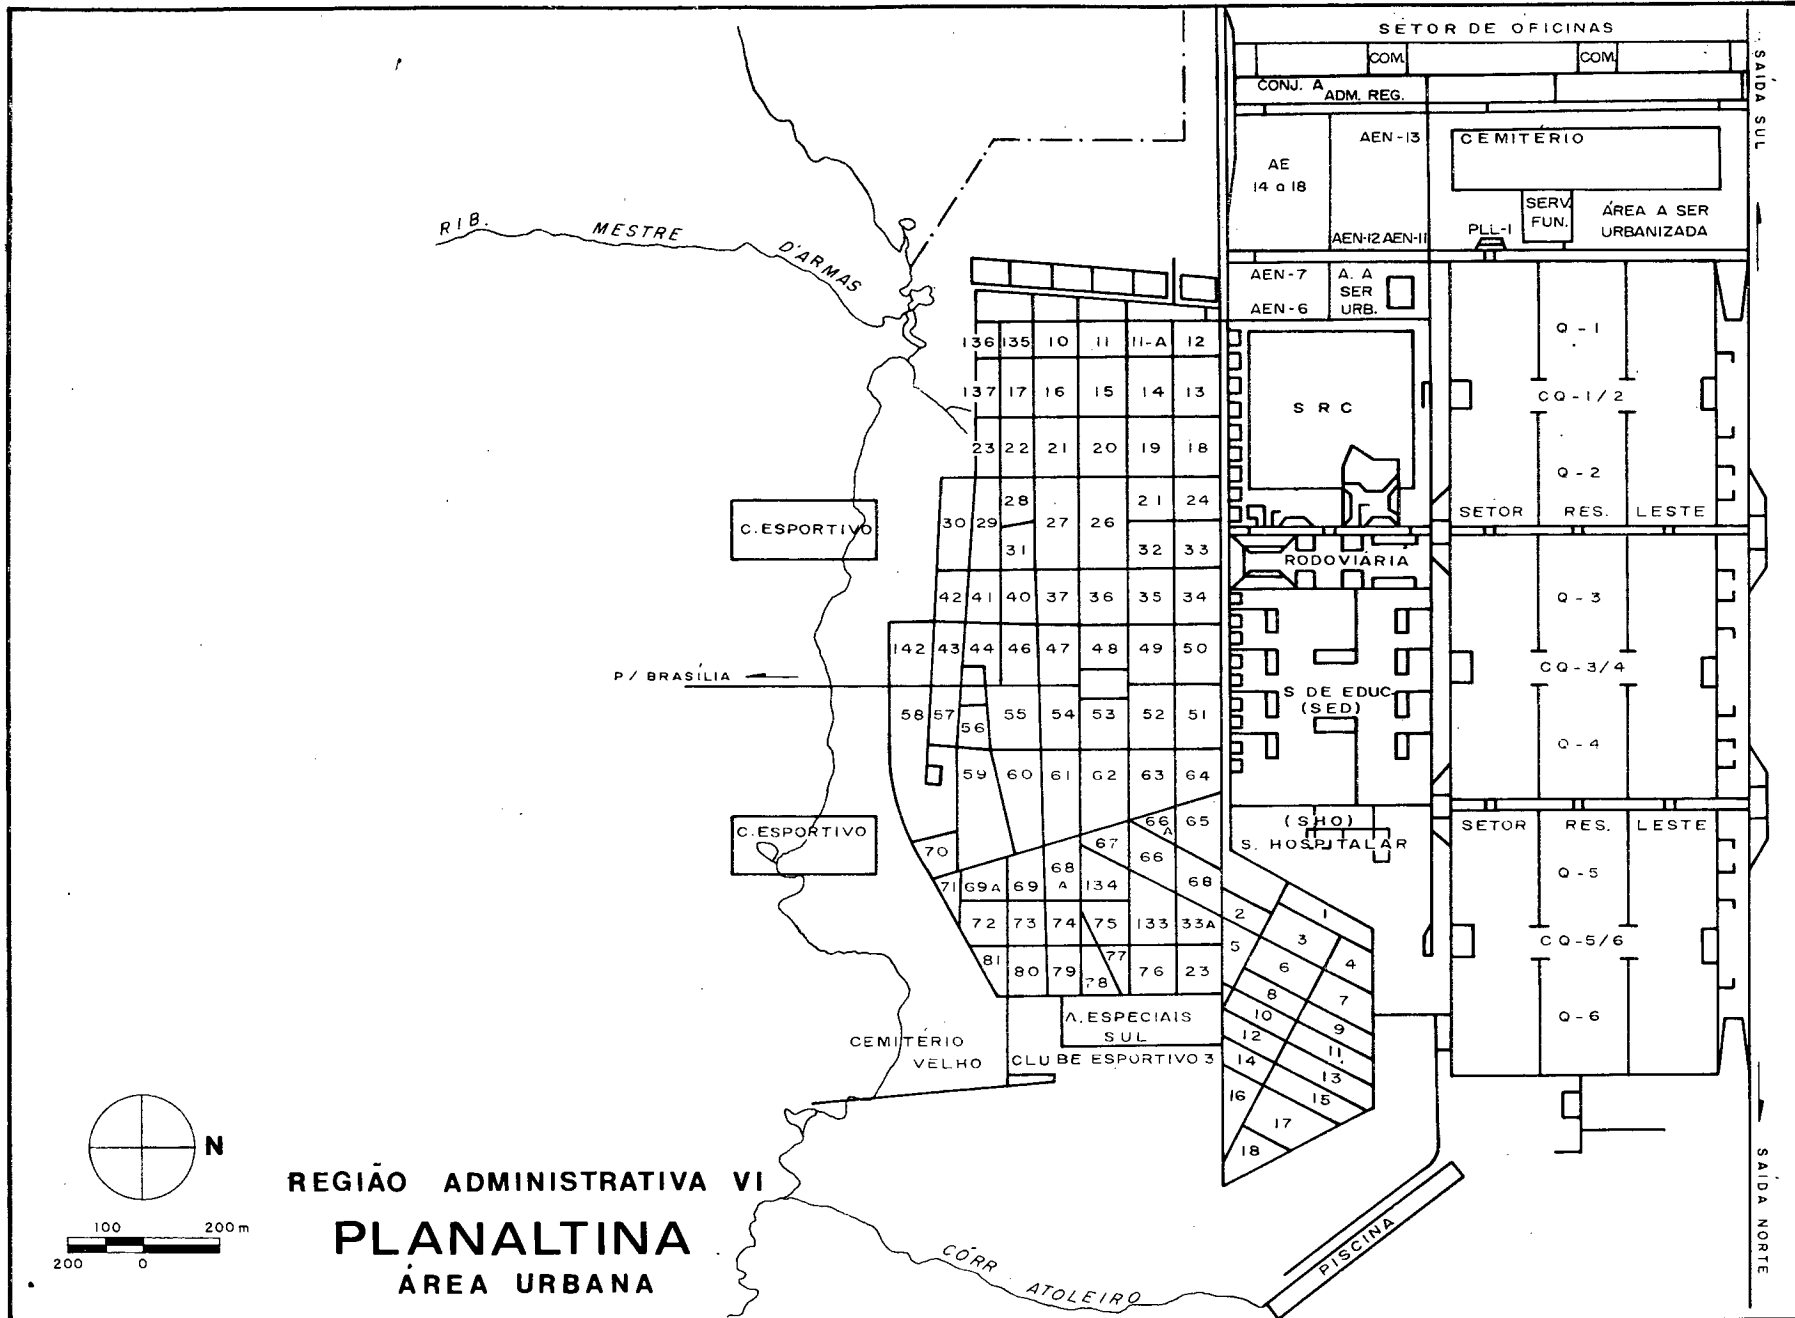 SETOR DE OFICINAS
COM. COM.
CONJ. A
ADM. REG.
SAÍDA SUL
AEN-13 CEMITÉRIO
AE
14 a 18
SERV. FUN.
ÁREA A SER URBANIZADA
AEN-12 AEN-11 PLL-1
RIB. MESTRE D'ARMAS
AEN-7 A. A SER URB.
AEN-6
Q-1
136 135 10 11 11-A 12
137 17 16 15 14 13
S R C CQ-1/2
23 22 21 20 19 18
Q-2
28 21 24
30 29 27 26
C. ESPORTIVO
SETOR RES. LESTE
31 32 33
RODOVIÁRIA
42 41 40 37 36 35 34
Q-3
142 43 44 46 47 48 49 50
CQ-3/4
P/ BRASÍLIA
S DE EDUC.
(SED)
58 57 56 55 54 53 52 51
Q-4
59 60 61 G2 63 64
C. ESPORTIVO
66 A 65
(SHO)
S. HOSPITALAR
SETOR RES. LESTE
70 67 66
71 G9A 69 68 A 134 68
Q-5
72 73 74 75 133 33A
2 1
5 3
CQ-5/6
81 80 79 78 77 76 23
6 4
8 7
10 9
12 11
14 13
16 15
17
18
Q-6
A. ESPECIAIS
SUL
CEMITÉRIO
VELHO
CLUBE ESPORTIVO 3
N
100 200 m
200 0
REGIÃO ADMINISTRATIVA VI
PLANALTINA
ÁREA URBANA
CÓRR ATOLEIRO
PISCINA
SAÍDA NORTE